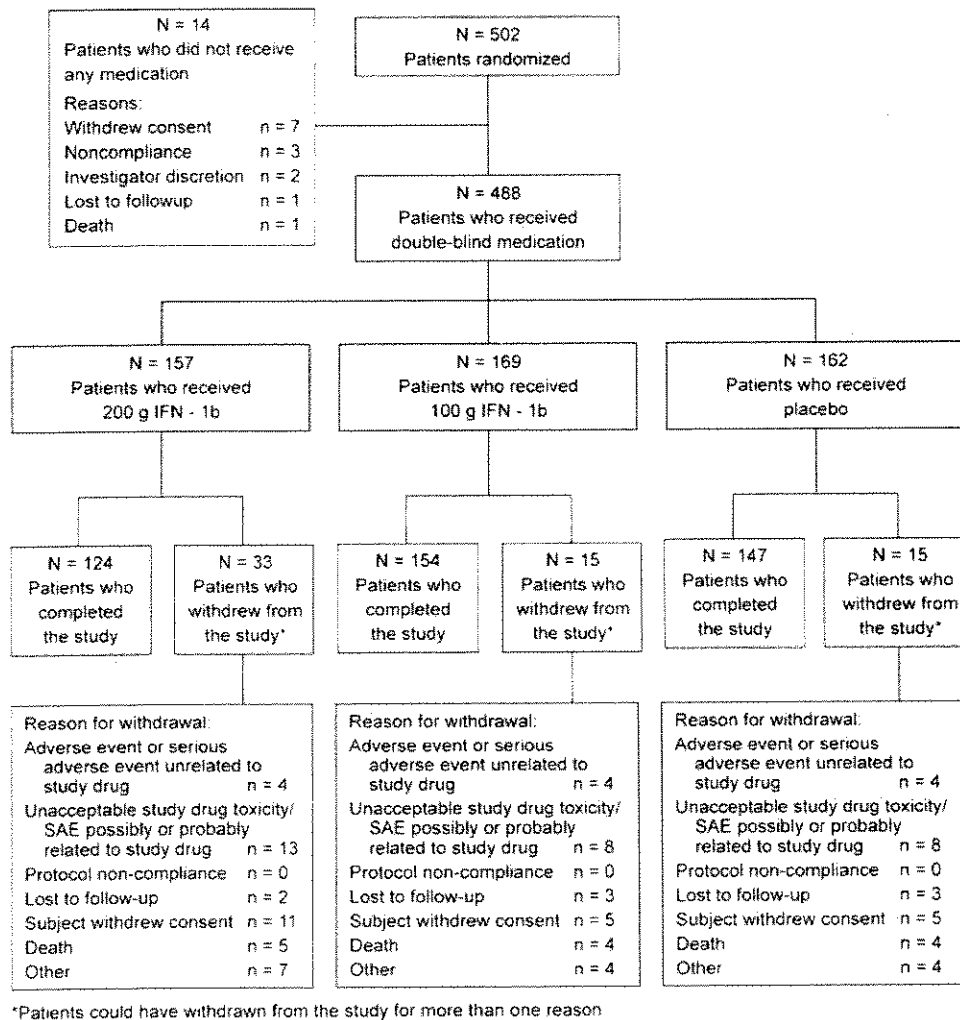 N = 14
Patients who did not receive
any medication
Reasons:
Withdrew consent n = 7
Noncompliance n = 3
Investigator discretion n = 2
Lost to followup n = 1
Death n = 1
N = 502
Patients randomized
N = 488
Patients who received
double-blind medication
N = 157
Patients who received
200 g IFN - 1b
N = 169
Patients who received
100 g IFN - 1b
N = 162
Patients who received
placebo
N = 124
Patients who
completed
the study
N = 33
Patients who
withdrew from
the study*
N = 154
Patients who
completed
the study
N = 15
Patients who
withdrew from
the study*
N = 147
Patients who
completed
the study
N = 15
Patients who
withdrew from
the study*
Reason for withdrawal:
Adverse event or serious
adverse event unrelated to
study drug n = 4
Unacceptable study drug toxicity/
SAE possibly or probably
related to study drug n = 13
Protocol non-compliance n = 0
Lost to follow-up n = 2
Subject withdrew consent n = 11
Death n = 5
Other n = 7
Reason for withdrawal:
Adverse event or serious
adverse event unrelated to
study drug n = 4
Unacceptable study drug toxicity/
SAE possibly or probably
related to study drug n = 8
Protocol non-compliance n = 0
Lost to follow-up n = 3
Subject withdrew consent n = 5
Death n = 4
Other n = 4
Reason for withdrawal:
Adverse event or serious
adverse event unrelated to
study drug n = 4
Unacceptable study drug toxicity/
SAE possibly or probably
related to study drug n = 8
Protocol non-compliance n = 0
Lost to follow-up n = 3
Subject withdrew consent n = 5
Death n = 4
Other n = 4
*Patients could have withdrawn from the study for more than one reason